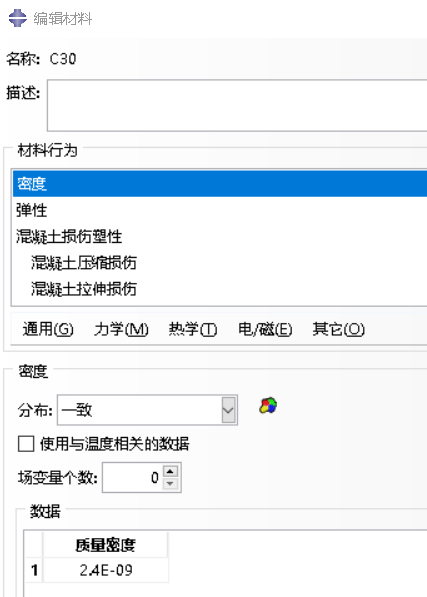 编辑材料
名称: C30
描述:
材料行为
密度
弹性
混凝土损伤塑性
混凝土压缩损伤
混凝土拉伸损伤
通用(G) 力学(M) 热学(T) 电/磁(E) 其它(O)
密度
分布: 一致
使用与温度相关的数据
场变量个数: 0
数据
质量密度
1 2.4E-09